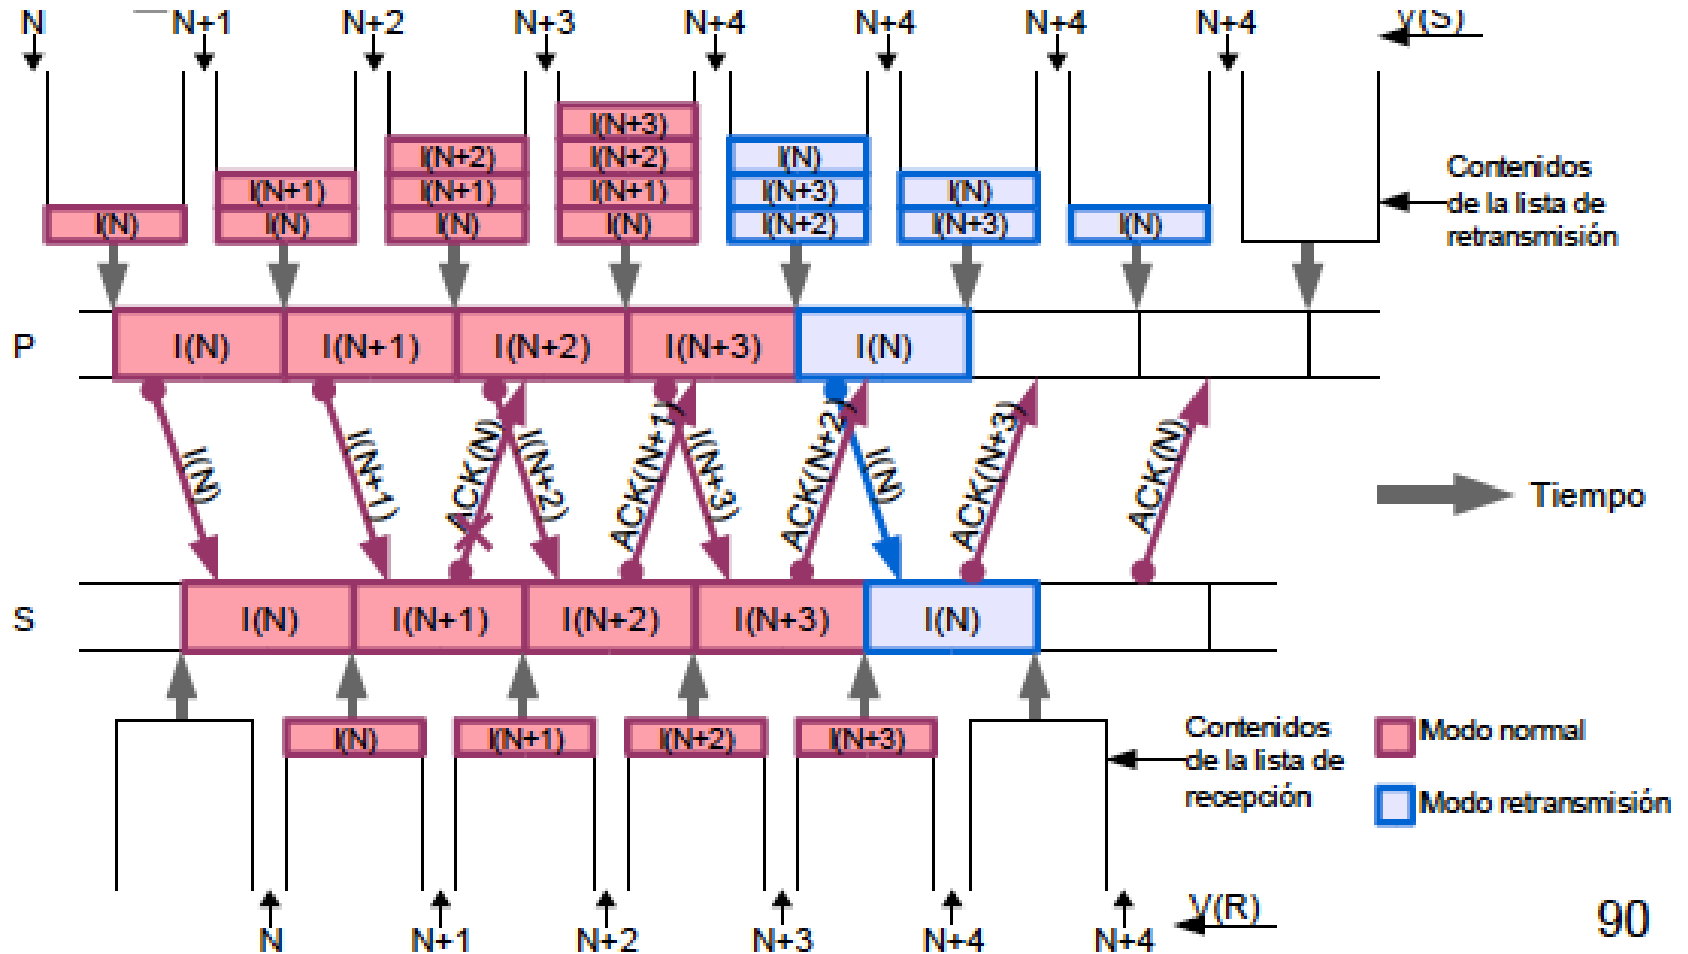 N N+1 N+2 N+3 N+4 N+4 N+4 N+4 V(S)
I(N)
I(N+1)
I(N)
I(N+2)
I(N+1)
I(N)
I(N+3)
I(N+2)
I(N+1)
I(N)
I(N)
I(N+3)
I(N+2)
I(N)
I(N+3)
I(N)
Contenidos
de la lista de
retransmisión
P I(N) I(N+1) I(N+2) I(N+3) I(N)
I(N)
I(N+1)
ACK(N)
I(N+2)
ACK(N+1)
I(N+3)
ACK(N+2)
I(N)
ACK(N+3)
ACK(N)
Tiempo
S I(N) I(N+1) I(N+2) I(N+3) I(N)
I(N) I(N+1) I(N+2) I(N+3)
Contenidos
de la lista de
recepción
Modo normal
Modo retransmisión
N N+1 N+2 N+3 N+4 N+4 V(R)
90